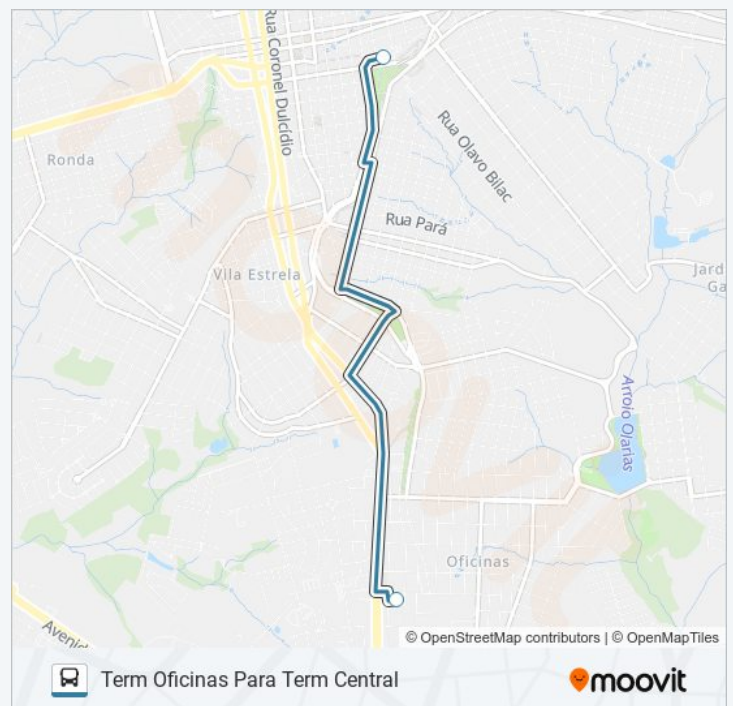 Rua Coronel Dulcídio
Ronda
Rua Olavo Bilac
Rua Pará
Vila Estrela
Jard
Ga
Arroio Olarias
Oficinas
Avenid
© OpenStreetMap contributors | © OpenMapTiles
Term Oficinas Para Term Central
moovit